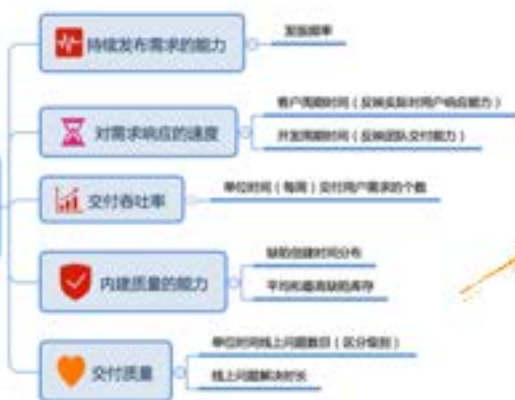 持续发布需求的能力
发版频率
对需求响应的速度
客户周期时间（反映实际对用户响应能力）
开发周期时间（反映团队交付能力）
交付吞吐率
单位时间（每周）交付用户需求的个数
内建质量的能力
缺陷创建时间分布
平均和最高缺陷库存
交付质量
单位时间线上问题数目（区分级别）
线上问题解决时长